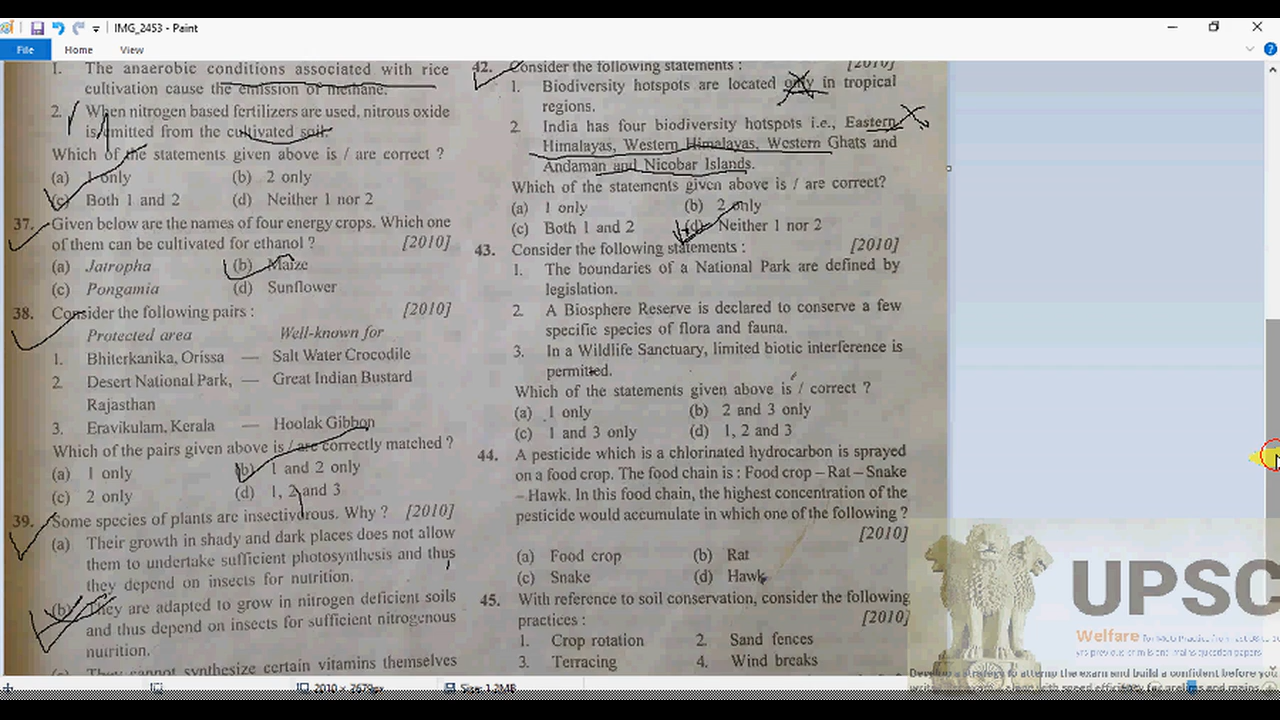 IMG_2453 - Paint
File Home View
1. The anaerobic conditions associated with rice
cultivation cause the emission of methane.
2. When nitrogen based fertilizers are used, nitrous oxide
is emitted from the cultivated soil.
Which of the statements given above is / are correct ?
(a) 1 only (b) 2 only
(c) Both 1 and 2 (d) Neither 1 nor 2
37. Given below are the names of four energy crops. Which one
of them can be cultivated for ethanol ? [2010]
(a) Jatropha (b) Maize
(c) Pongamia (d) Sunflower
38. Consider the following pairs : [2010]
Protected area Well-known for
1. Bhiterkanika, Orissa — Salt Water Crocodile
2. Desert National Park, — Great Indian Bustard
Rajasthan
3. Eravikulam, Kerala — Hoolak Gibbon
Which of the pairs given above is / are correctly matched ?
(a) 1 only (b) 1 and 2 only
(c) 2 only (d) 1, 2 and 3
39. Some species of plants are insectivorous. Why ? [2010]
(a) Their growth in shady and dark places does not allow
them to undertake sufficient photosynthesis and thus
they depend on insects for nutrition.
(b) They are adapted to grow in nitrogen deficient soils
and thus depend on insects for sufficient nitrogenous
nutrition.
(c) They cannot synthesize certain vitamins themselves
42. Consider the following statements : [2010]
1. Biodiversity hotspots are located only in tropical
regions.
2. India has four biodiversity hotspots i.e., Eastern
Himalayas, Western Himalayas, Western Ghats and
Andaman and Nicobar Islands.
Which of the statements given above is / are correct?
(a) 1 only (b) 2 only
(c) Both 1 and 2 (d) Neither 1 nor 2
43. Consider the following statements : [2010]
1. The boundaries of a National Park are defined by
legislation.
2. A Biosphere Reserve is declared to conserve a few
specific species of flora and fauna.
3. In a Wildlife Sanctuary, limited biotic interference is
permitted.
Which of the statements given above is / correct ?
(a) 1 only (b) 2 and 3 only
(c) 1 and 3 only (d) 1, 2 and 3
44. A pesticide which is a chlorinated hydrocarbon is sprayed
on a food crop. The food chain is : Food crop – Rat – Snake
– Hawk. In this food chain, the highest concentration of the
pesticide would accumulate in which one of the following ?
[2010]
(a) Food crop (b) Rat
(c) Snake (d) Hawk
45. With reference to soil conservation, consider the following
practices : [2010]
1. Crop rotation 2. Sand fences
3. Terracing 4. Wind breaks
UPSC
Welfare
2010 × 2679px Size: 1.2MB